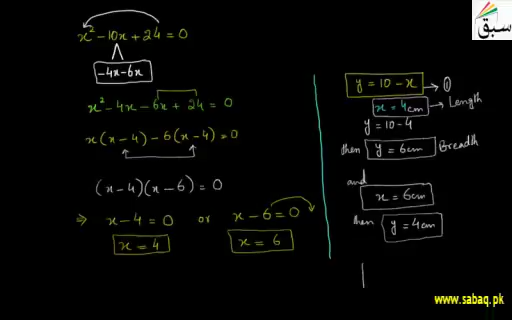 x² - 10x + 24 = 0
-4x - 6x
x² - 4x - 6x + 24 = 0
x(x - 4) - 6(x - 4) = 0
(x - 4)(x - 6) = 0
⇒ x - 4 = 0 or x - 6 = 0
x = 4 x = 6
y = 10 - x → ①
x = 4cm → Length
y = 10 - 4
then y = 6cm Breadth
and
x = 6cm
then y = 4cm
سبق
www.sabaq.pk